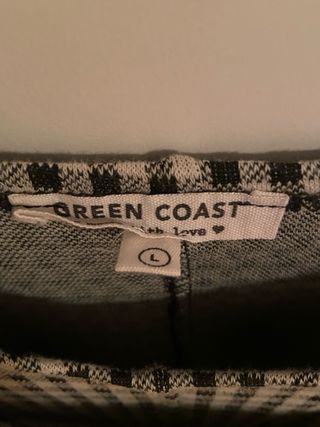 GREEN COAST
with love ♥
L